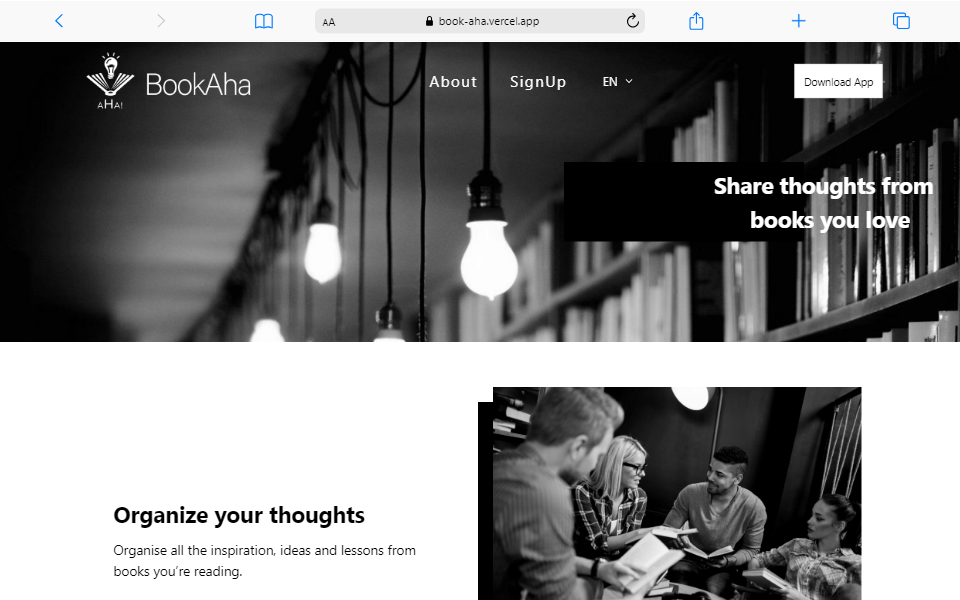 AA
book-aha.vercel.app
AHA!
BookAha
About
SignUp
EN
Download App
Share thoughts from
books you love
Organize your thoughts
Organise all the inspiration, ideas and lessons from
books you’re reading.